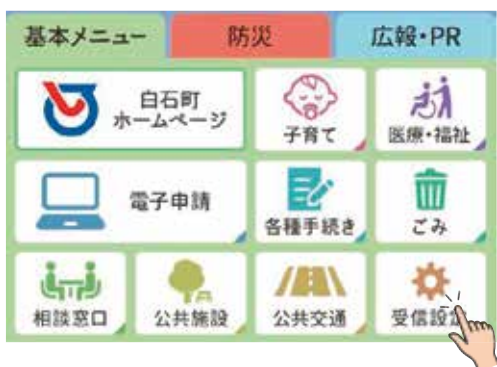 基本メニュー
防災
広報・PR
白石町
ホームページ
子育て
医療・福祉
電子申請
各種手続き
ごみ
相談窓口
公共施設
公共交通
受信設定